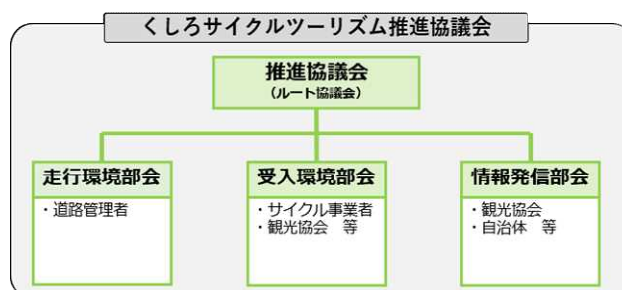 くしろサイクルツーリズム推進協議会
推進協議会
（ルート協議会）
走行環境部会
・道路管理者
受入環境部会
・サイクル事業者
・観光協会　等
情報発信部会
・観光協会
・自治体　等